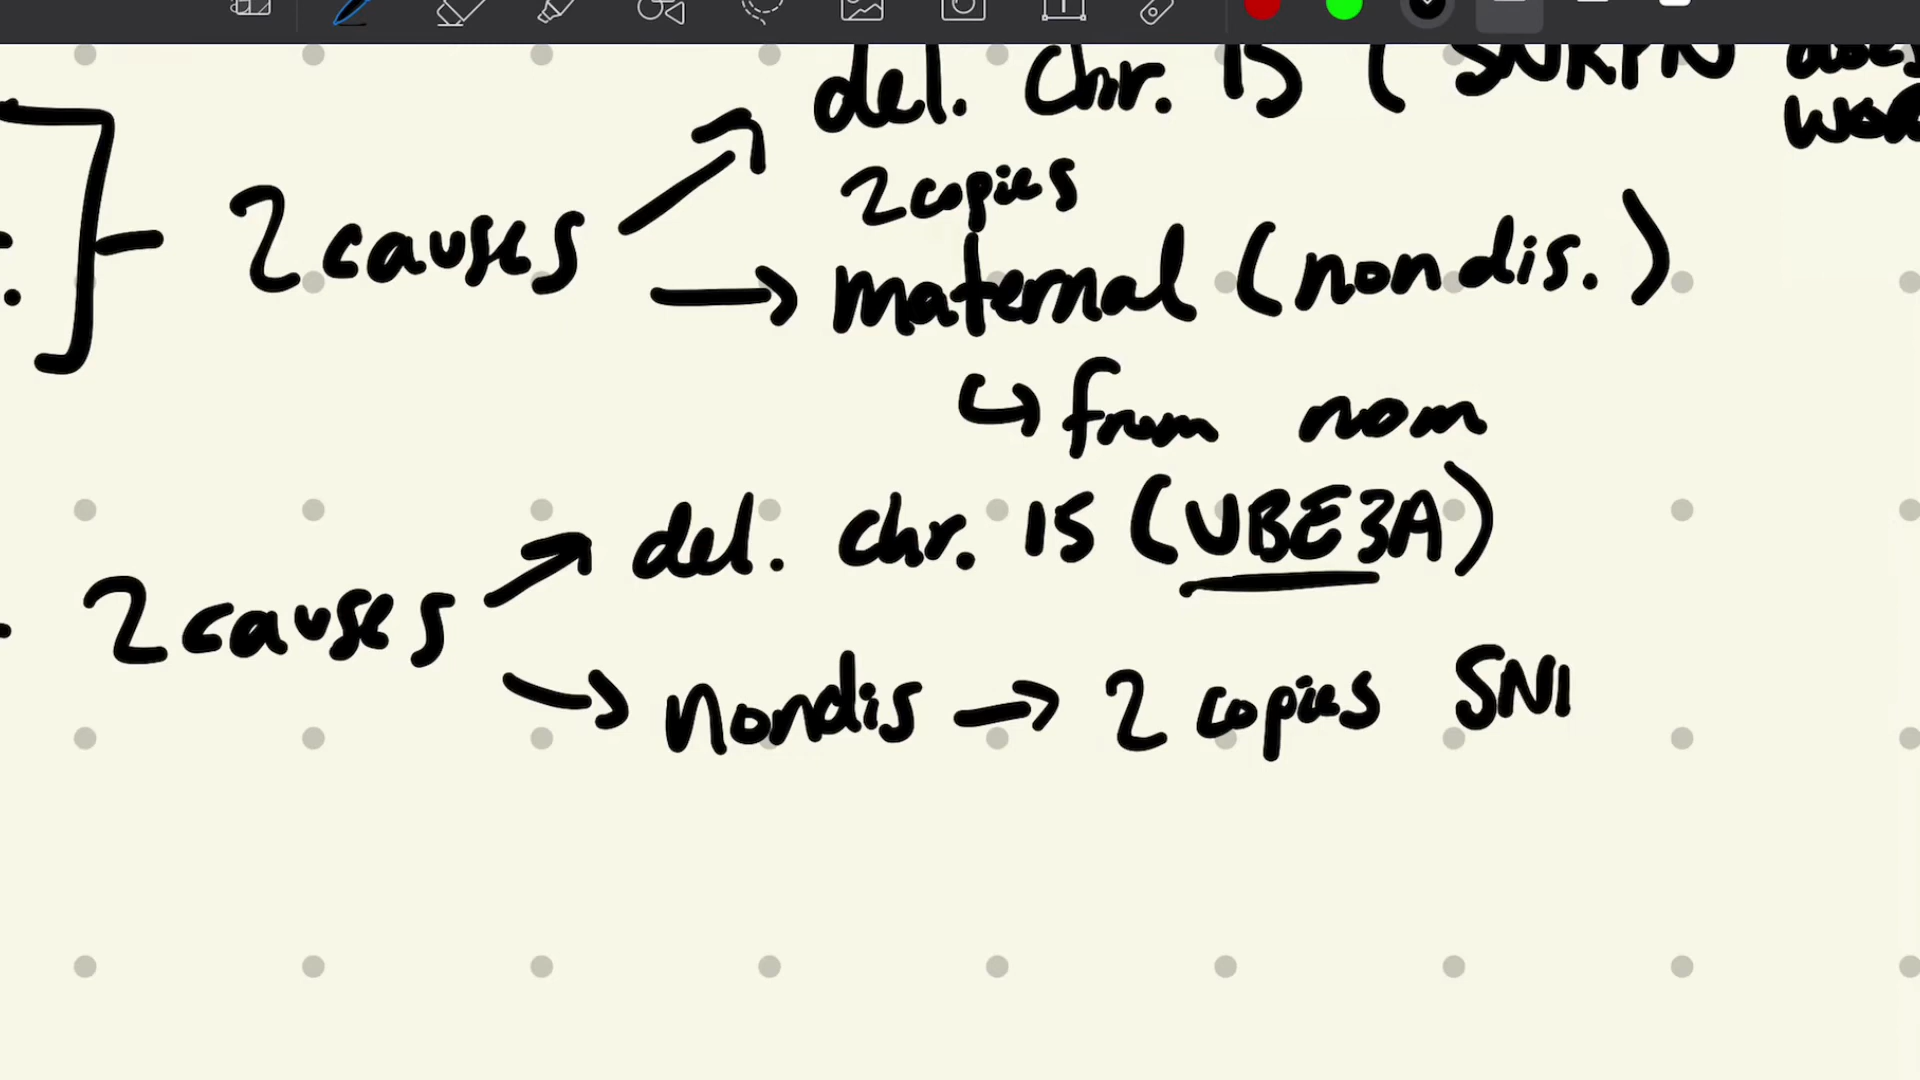 del. Chr. 15 ( SNRPN
2 copies
2 causes
maternal (nondis.)
from mom
del. chr. 15 (UBE3A)
2 causes
nondis → 2 copies SNI